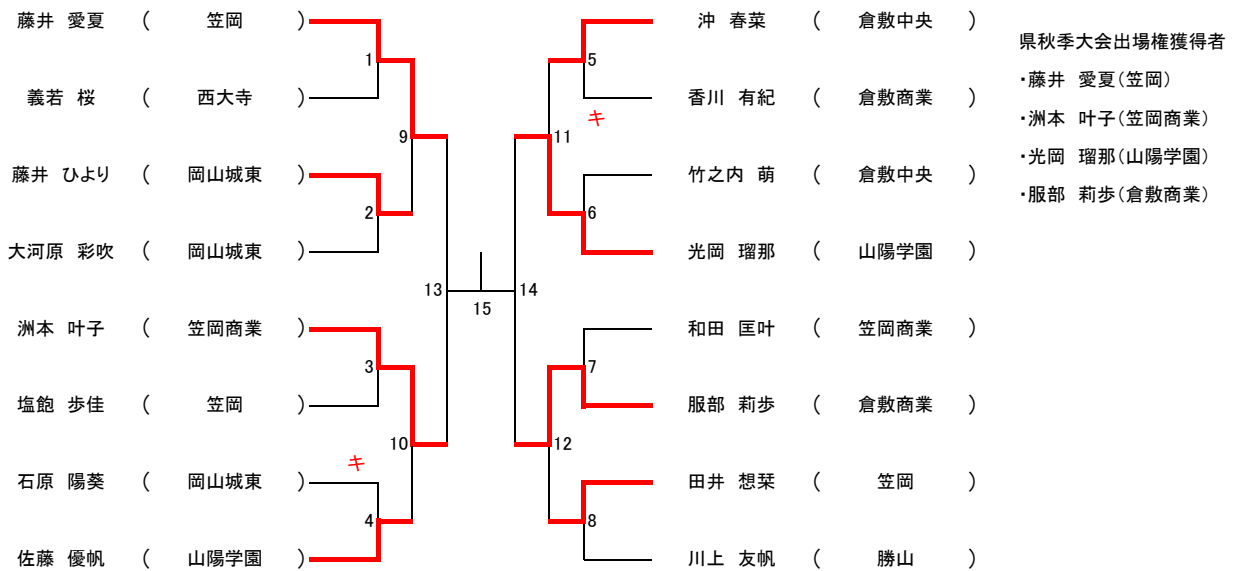 藤井 愛夏 ( 笠岡 )
1
義若 桜 ( 西大寺 )
9
藤井 ひより ( 岡山城東 )
2
大河原 彩吹 ( 岡山城東 )
13
洲本 叶子 ( 笠岡商業 )
3
塩飽 歩佳 ( 笠岡 )
10
キ
石原 陽葵 ( 岡山城東 )
4
佐藤 優帆 ( 山陽学園 )
15
沖 春菜 ( 倉敷中央 )
5
香川 有紀 ( 倉敷商業 )
キ
11
竹之内 萌 ( 倉敷中央 )
6
光岡 瑠那 ( 山陽学園 )
14
和田 匡叶 ( 笠岡商業 )
7
服部 莉歩 ( 倉敷商業 )
12
田井 想栞 ( 笠岡 )
8
川上 友帆 ( 勝山 )
県秋季大会出場権獲得者
・藤井 愛夏(笠岡)
・洲本 叶子(笠岡商業)
・光岡 瑠那(山陽学園)
・服部 莉歩(倉敷商業)